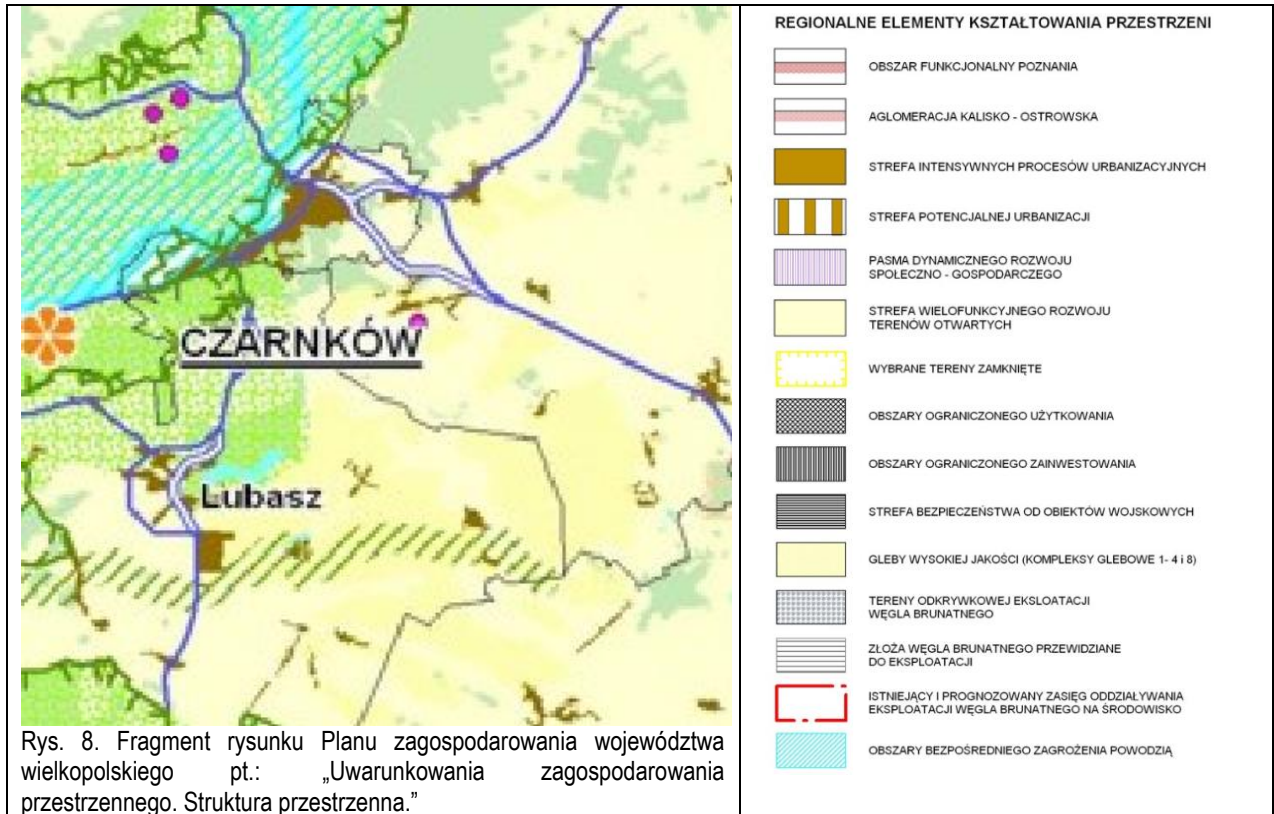 CZARNKÓW
Lubasz
Rys. 8. Fragment rysunku Planu zagospodarowania województwa
wielkopolskiego pt.: „Uwarunkowania zagospodarowania
przestrzennego. Struktura przestrzenna.”
REGIONALNE ELEMENTY KSZTAŁTOWANIA PRZESTRZENI
OBSZAR FUNKCJONALNY POZNANIA
AGLOMERACJA KALISKO - OSTROWSKA
STREFA INTENSYWNYCH PROCESÓW URBANIZACYJNYCH
STREFA POTENCJALNEJ URBANIZACJI
PASMA DYNAMICZNEGO ROZWOJU
SPOŁECZNO - GOSPODARCZEGO
STREFA WIELOFUNKCYJNEGO ROZWOJU
TERENÓW OTWARTYCH
WYBRANE TERENY ZAMKNIĘTE
OBSZARY OGRANICZONEGO UŻYTKOWANIA
OBSZARY OGRANICZONEGO ZAINWESTOWANIA
STREFA BEZPIECZEŃSTWA OD OBIEKTÓW WOJSKOWYCH
GLEBY WYSOKIEJ JAKOŚCI (KOMPLEKSY GLEBOWE 1- 4 i 8)
TERENY ODKRYWKOWEJ EKSLOATACJI
WĘGLA BRUNATNEGO
ZŁOŻA WĘGLA BRUNATNEGO PRZEWIDZIANE
DO EKSPLOATACJI
ISTNIEJĄCY I PROGNOZOWANY ZASIĘG ODDZIAŁYWANIA
EKSPLOATACJI WĘGLA BRUNATNEGO NA ŚRODOWISKO
OBSZARY BEZPOŚREDNIEGO ZAGROŻENIA POWODZIĄ